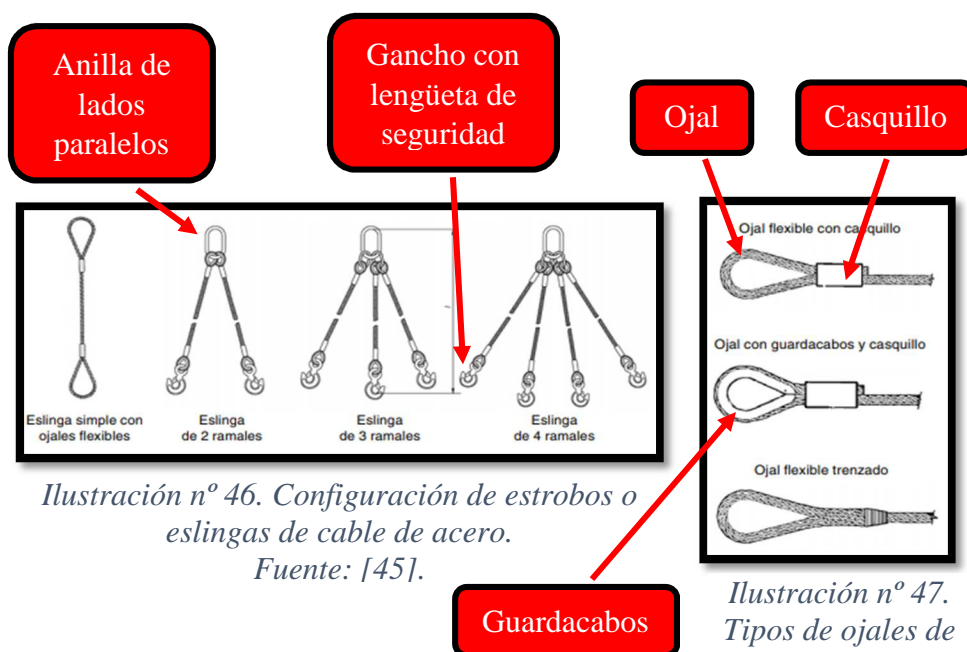 Anilla de
lados
paralelos
Gancho con
lengüeta de
seguridad
Ojal
Casquillo
Eslinga simple con
ojales flexibles
Eslinga
de 2 ramales
Eslinga
de 3 ramales
Eslinga
de 4 ramales
Ojal flexible con casquillo
Ojal con guardacabos y casquillo
Ojal flexible trenzado
Ilustración nº 46. Configuración de estrobos o
eslingas de cable de acero.
Fuente: [45].
Guardacabos
Ilustración nº 47.
Tipos de ojales de